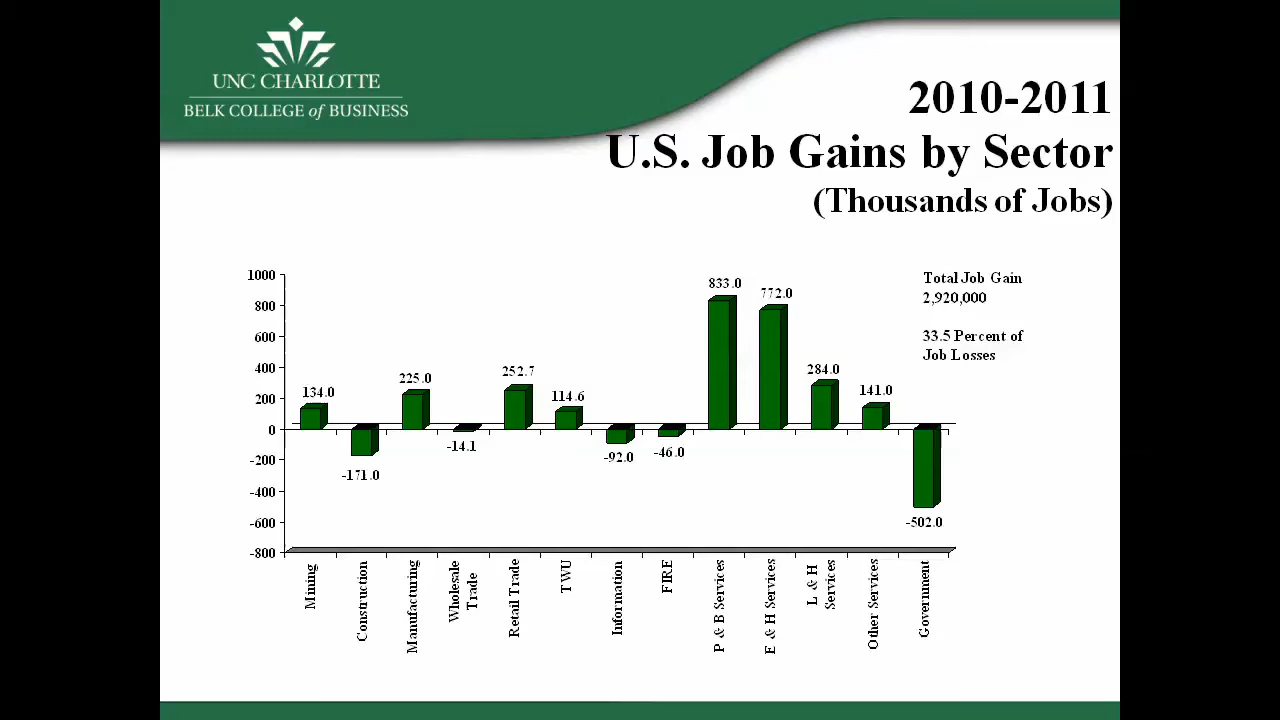 UNC CHARLOTTE
BELK COLLEGE of BUSINESS
2010-2011
U.S. Job Gains by Sector
(Thousands of Jobs)
Total Job Gain
2,920,000
33.5 Percent of
Job Losses
1000
800
600
400
200
0
-200
-400
-600
-800
134.0
-171.0
225.0
-14.1
252.7
114.6
-92.0
-46.0
833.0
772.0
284.0
141.0
-502.0
Mining
Construction
Manufacturing
Wholesale
Trade
Retail Trade
TWU
Information
FIRE
P & B Services
E & H Services
L & H
Services
Other Services
Government